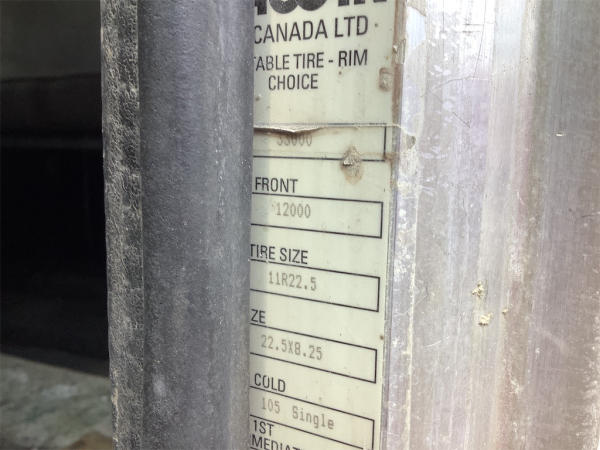 CANADA LTD
TABLE TIRE - RIM
CHOICE
FRONT
12000
TIRE SIZE
11R22.5
ZE
22.5X8.25
COLD
105 Single
1ST
MEDIAT